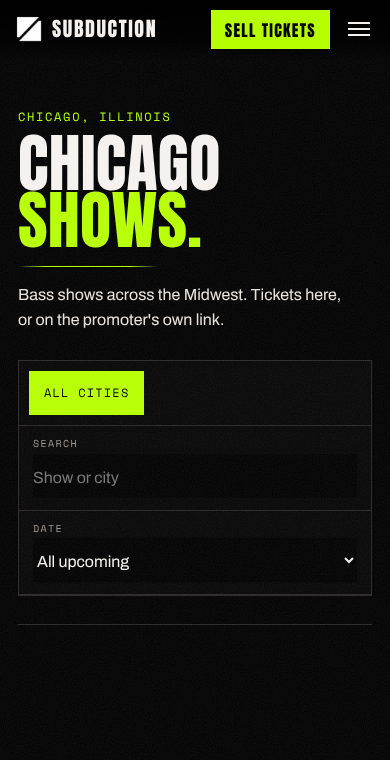 SUBDUCTION
SELL TICKETS
CHICAGO, ILLINOIS
CHICAGO
SHOWS.
Bass shows across the Midwest. Tickets here,
or on the promoter's own link.
ALL CITIES
SEARCH
Show or city
DATE
All upcoming